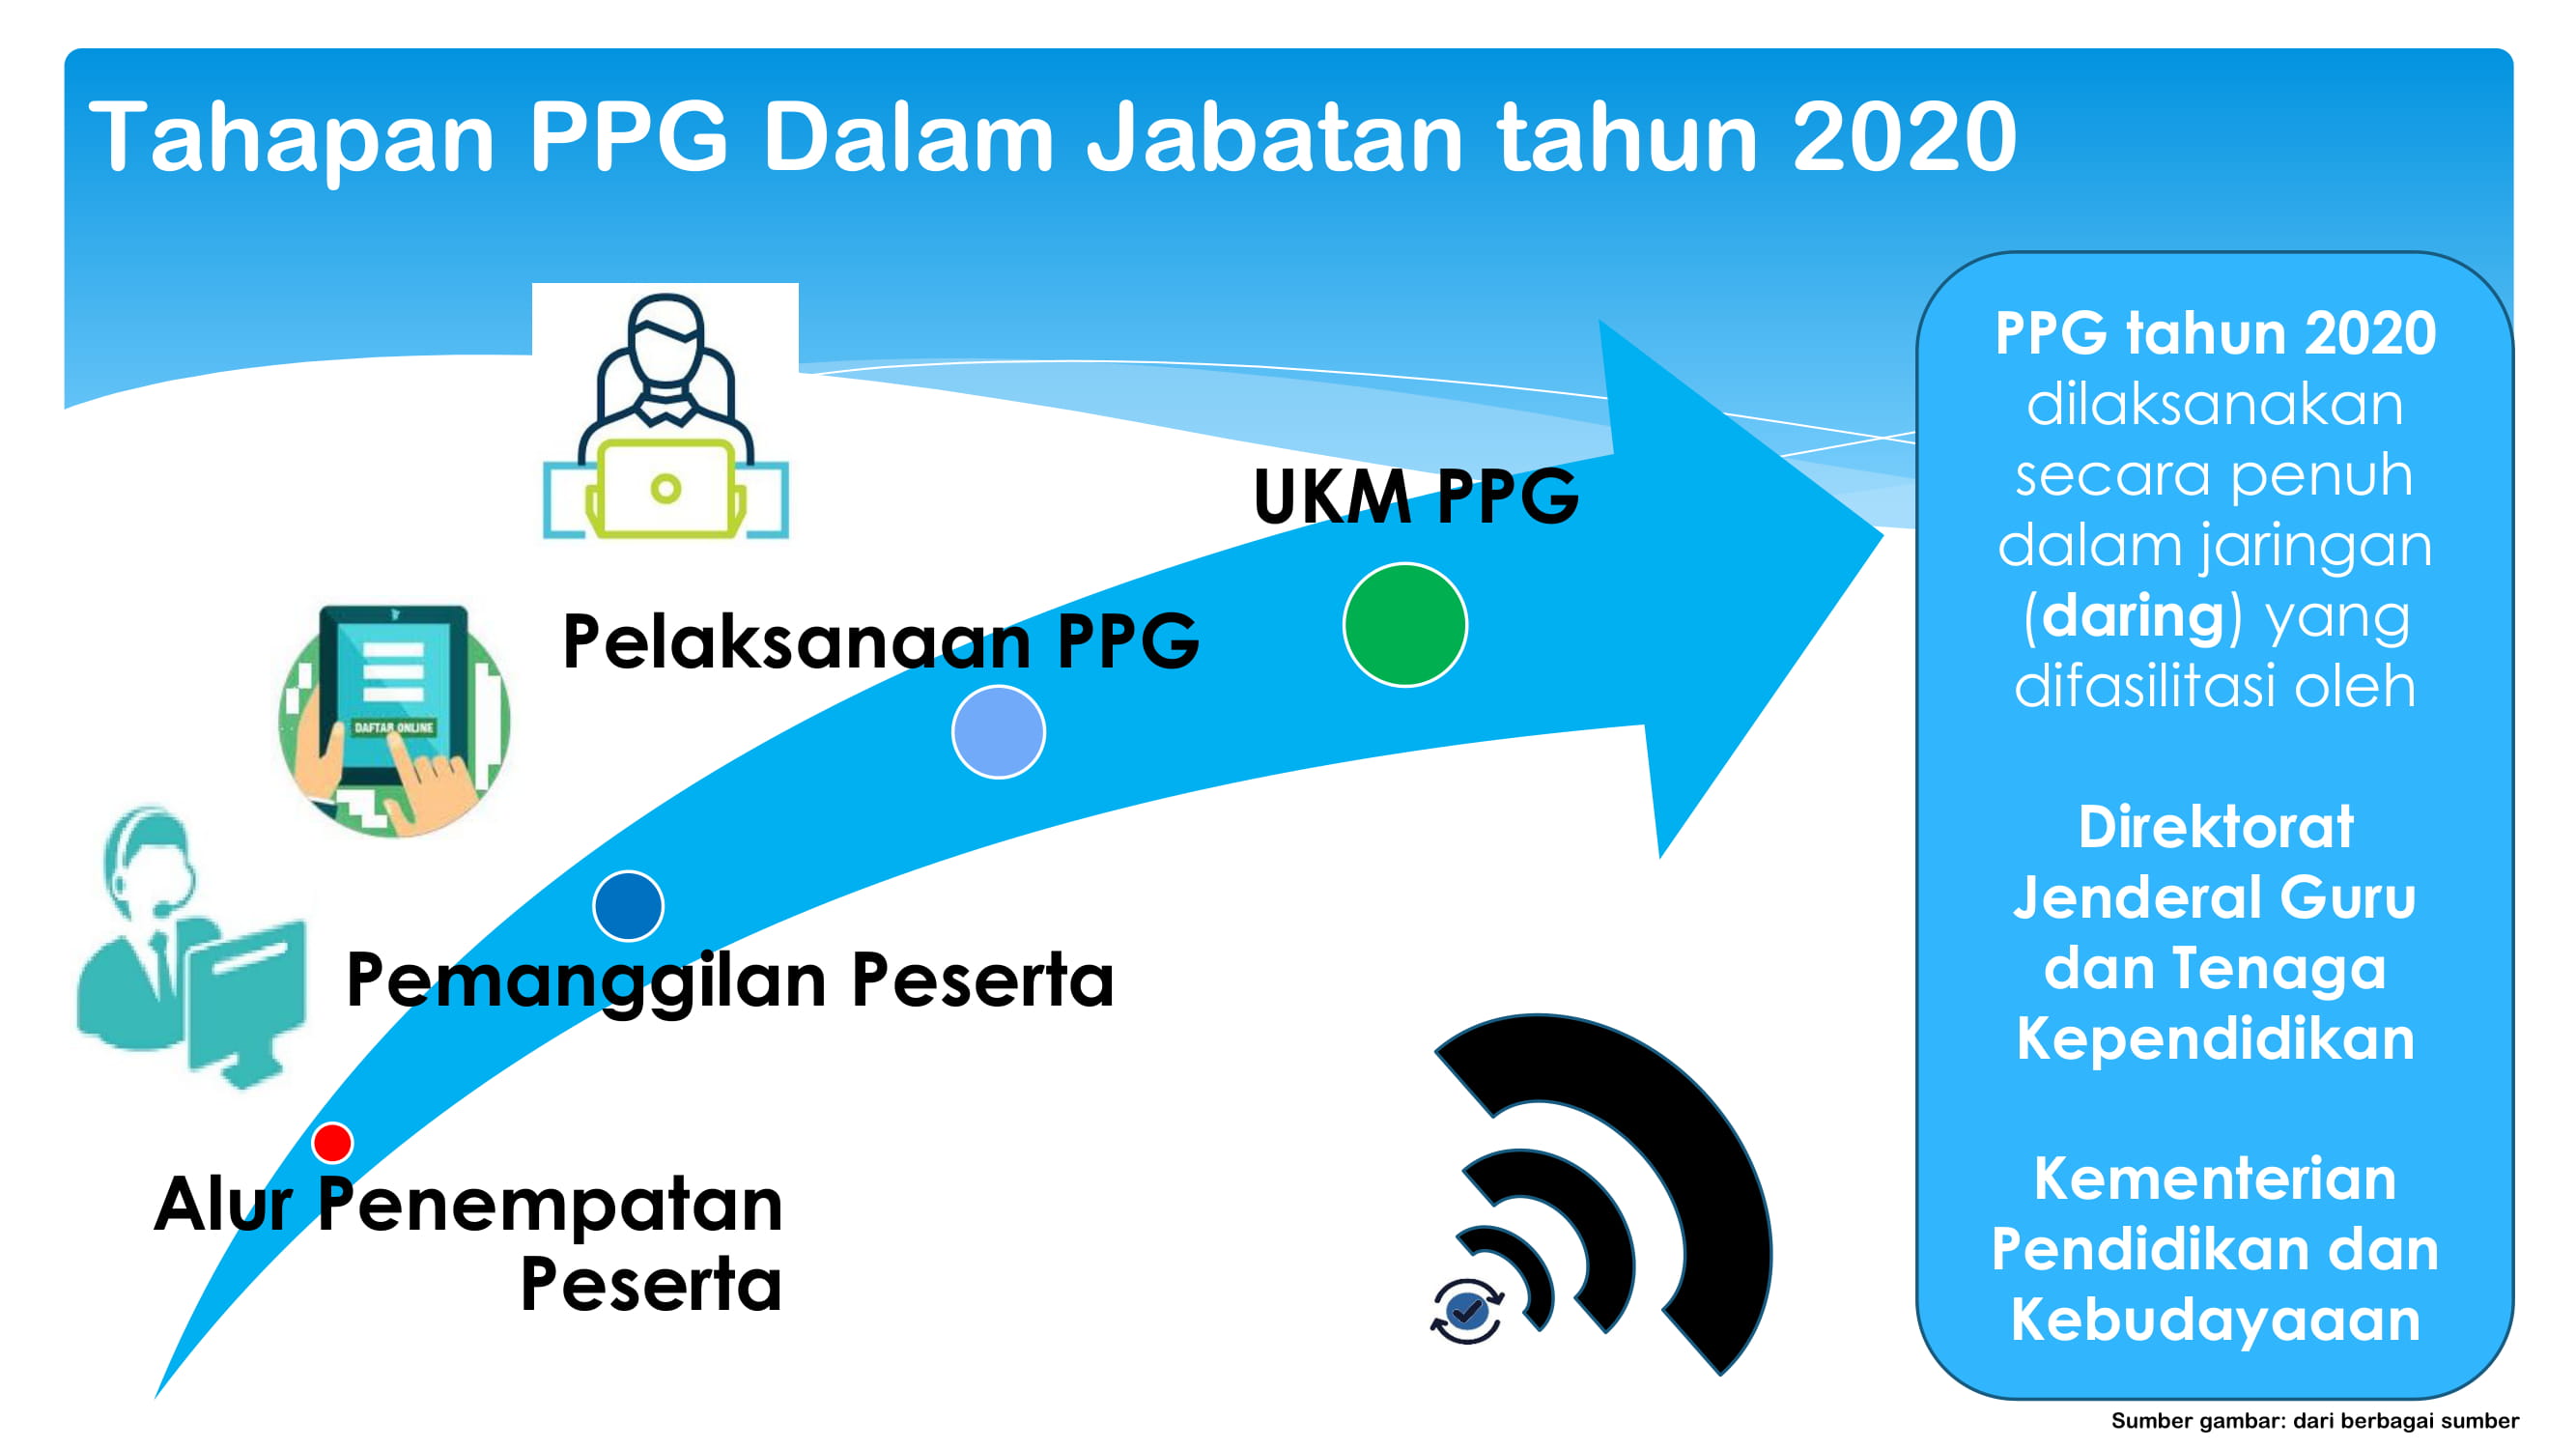 Tahapan PPG Dalam Jabatan tahun 2020
UKM PPG
Pelaksanaan PPG
DAFTAR ONLINE
Pemanggilan Peserta
Alur Penempatan
Peserta
PPG tahun 2020
dilaksanakan
secara penuh
dalam jaringan
(daring) yang
difasilitasi oleh
Direktorat
Jenderal Guru
dan Tenaga
Kependidikan
Kementerian
Pendidikan dan
Kebudayaaan
Sumber gambar: dari berbagai sumber